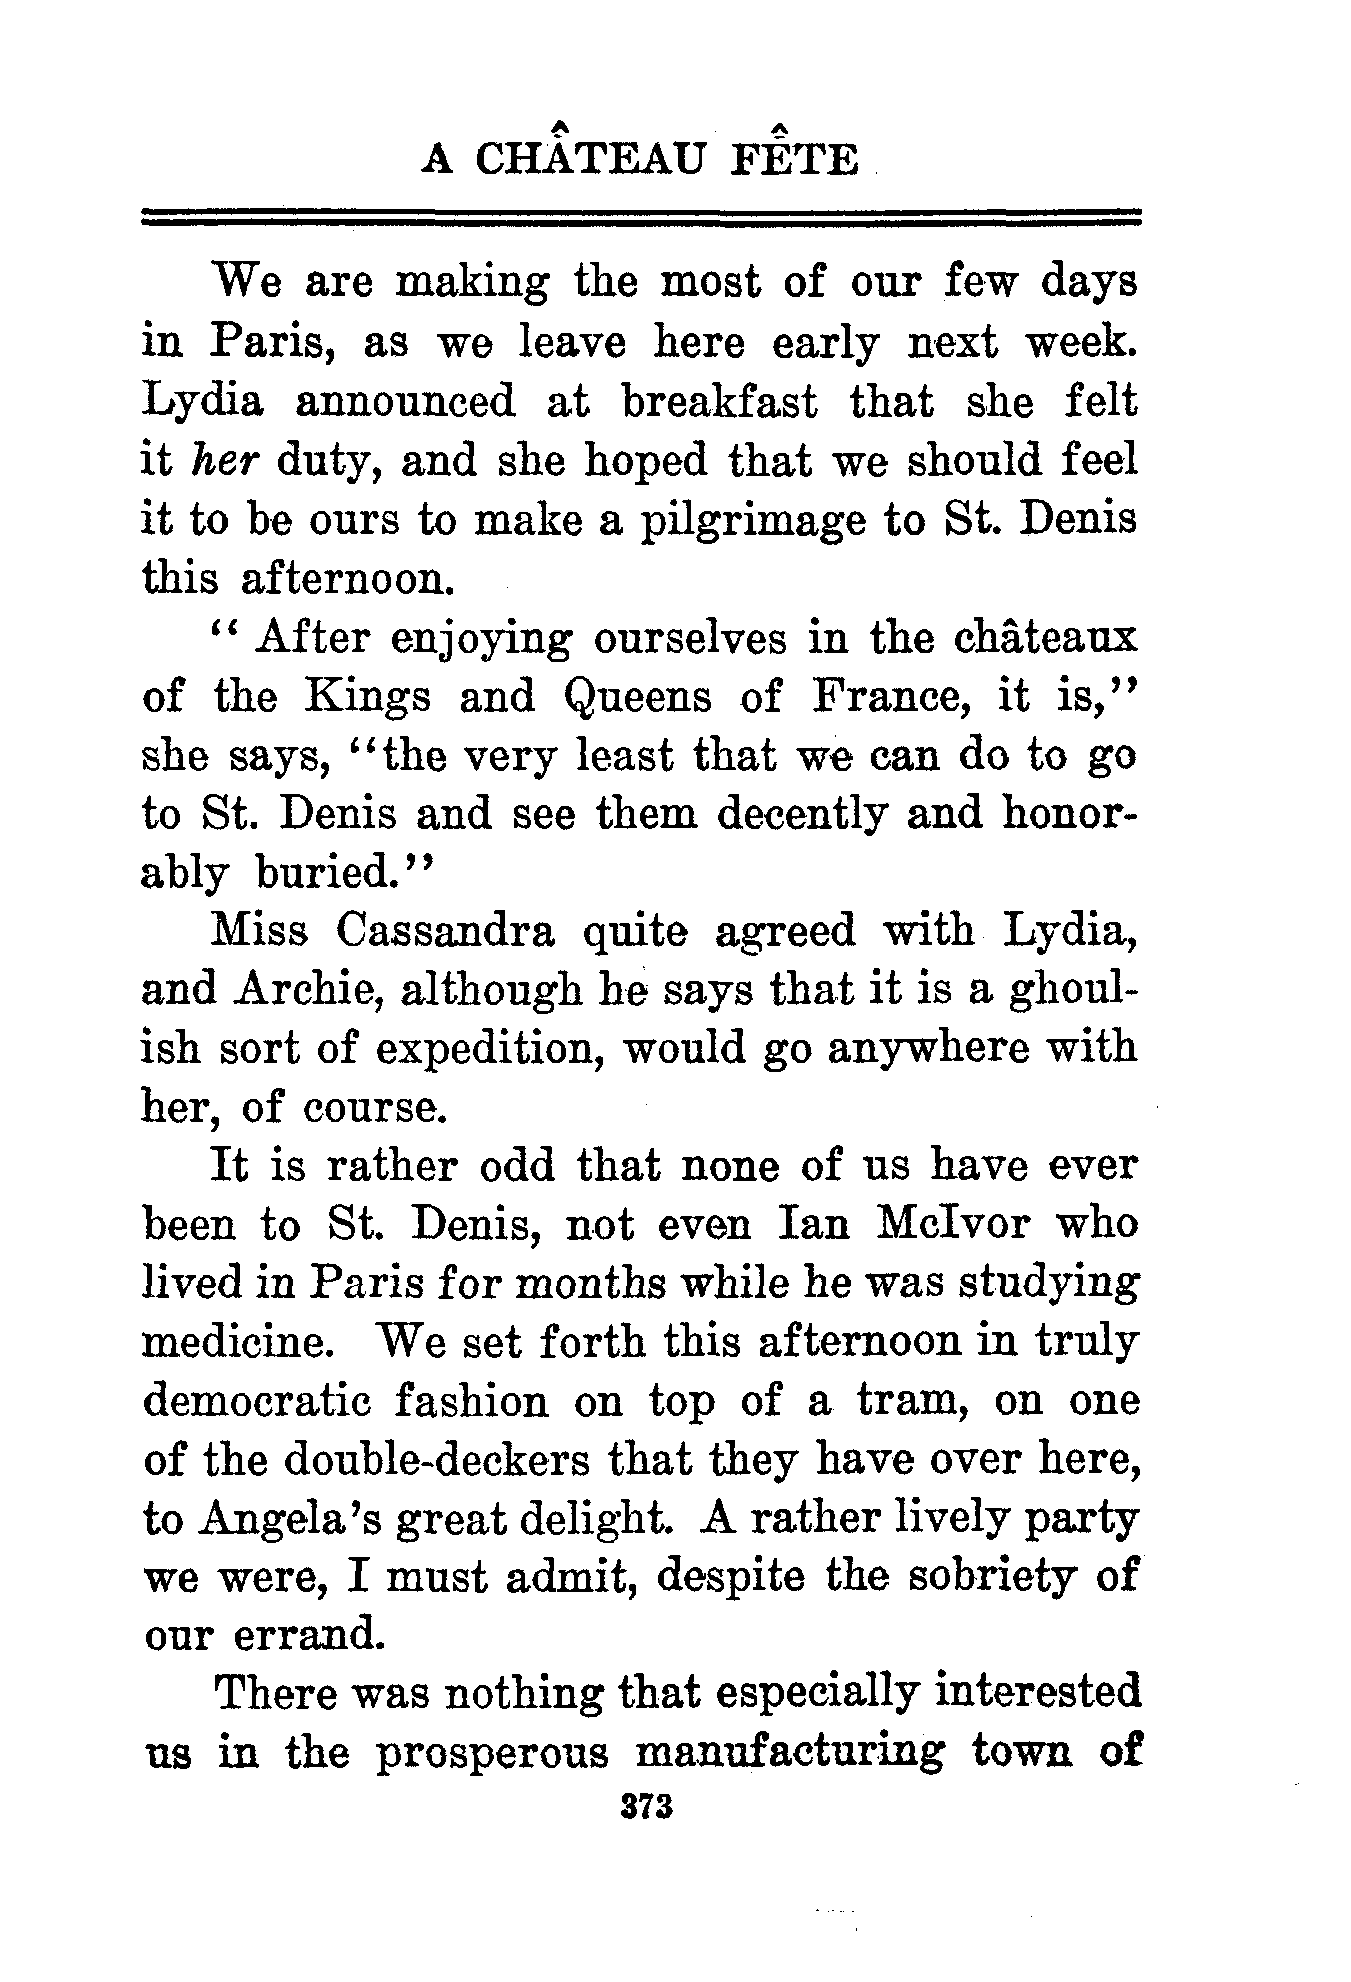 A CHÂTEAU FÊTE
We are making the most of our few days
in Paris, as we leave here early next week.
Lydia announced at breakfast that she felt
it her duty, and she hoped that we should feel
it to be ours to make a pilgrimage to St. Denis
this afternoon.
“ After enjoying ourselves in the châteaux
of the Kings and Queens of France, it is,”
she says, “the very least that we can do to go
to St. Denis and see them decently and honor-
ably buried.”
Miss Cassandra quite agreed with Lydia,
and Archie, although he says that it is a ghoul-
ish sort of expedition, would go anywhere with
her, of course.
It is rather odd that none of us have ever
been to St. Denis, not even Ian McIvor who
lived in Paris for months while he was studying
medicine. We set forth this afternoon in truly
democratic fashion on top of a tram, on one
of the double-deckers that they have over here,
to Angela’s great delight. A rather lively party
we were, I must admit, despite the sobriety of
our errand.
There was nothing that especially interested
us in the prosperous manufacturing town of
373